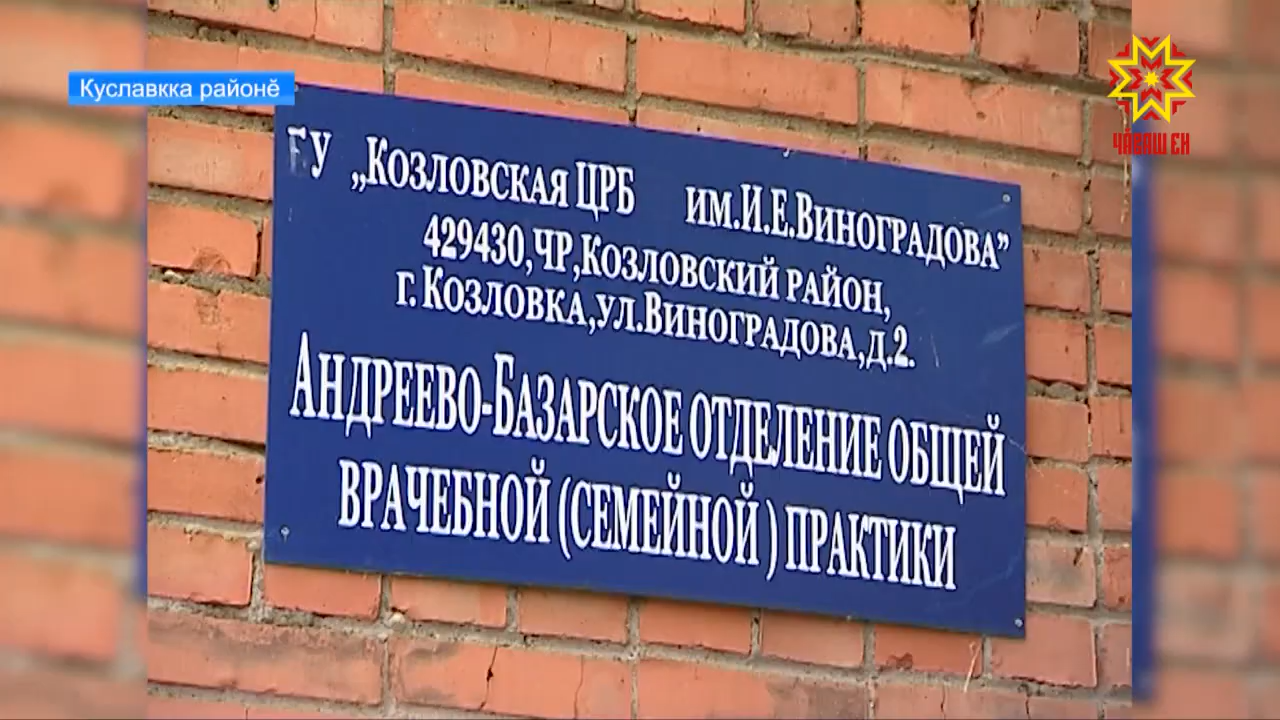 Куславкка районӗ
ЧӐВАШ ЕН
ГУ „Козловская ЦРБ им.И.Е.Виноградова”
429430,ЧР,Козловский район,
г.Козловка,ул.Виноградова,д.2.
Андреево-Базарское отделение общей
врачебной (семейной ) практики